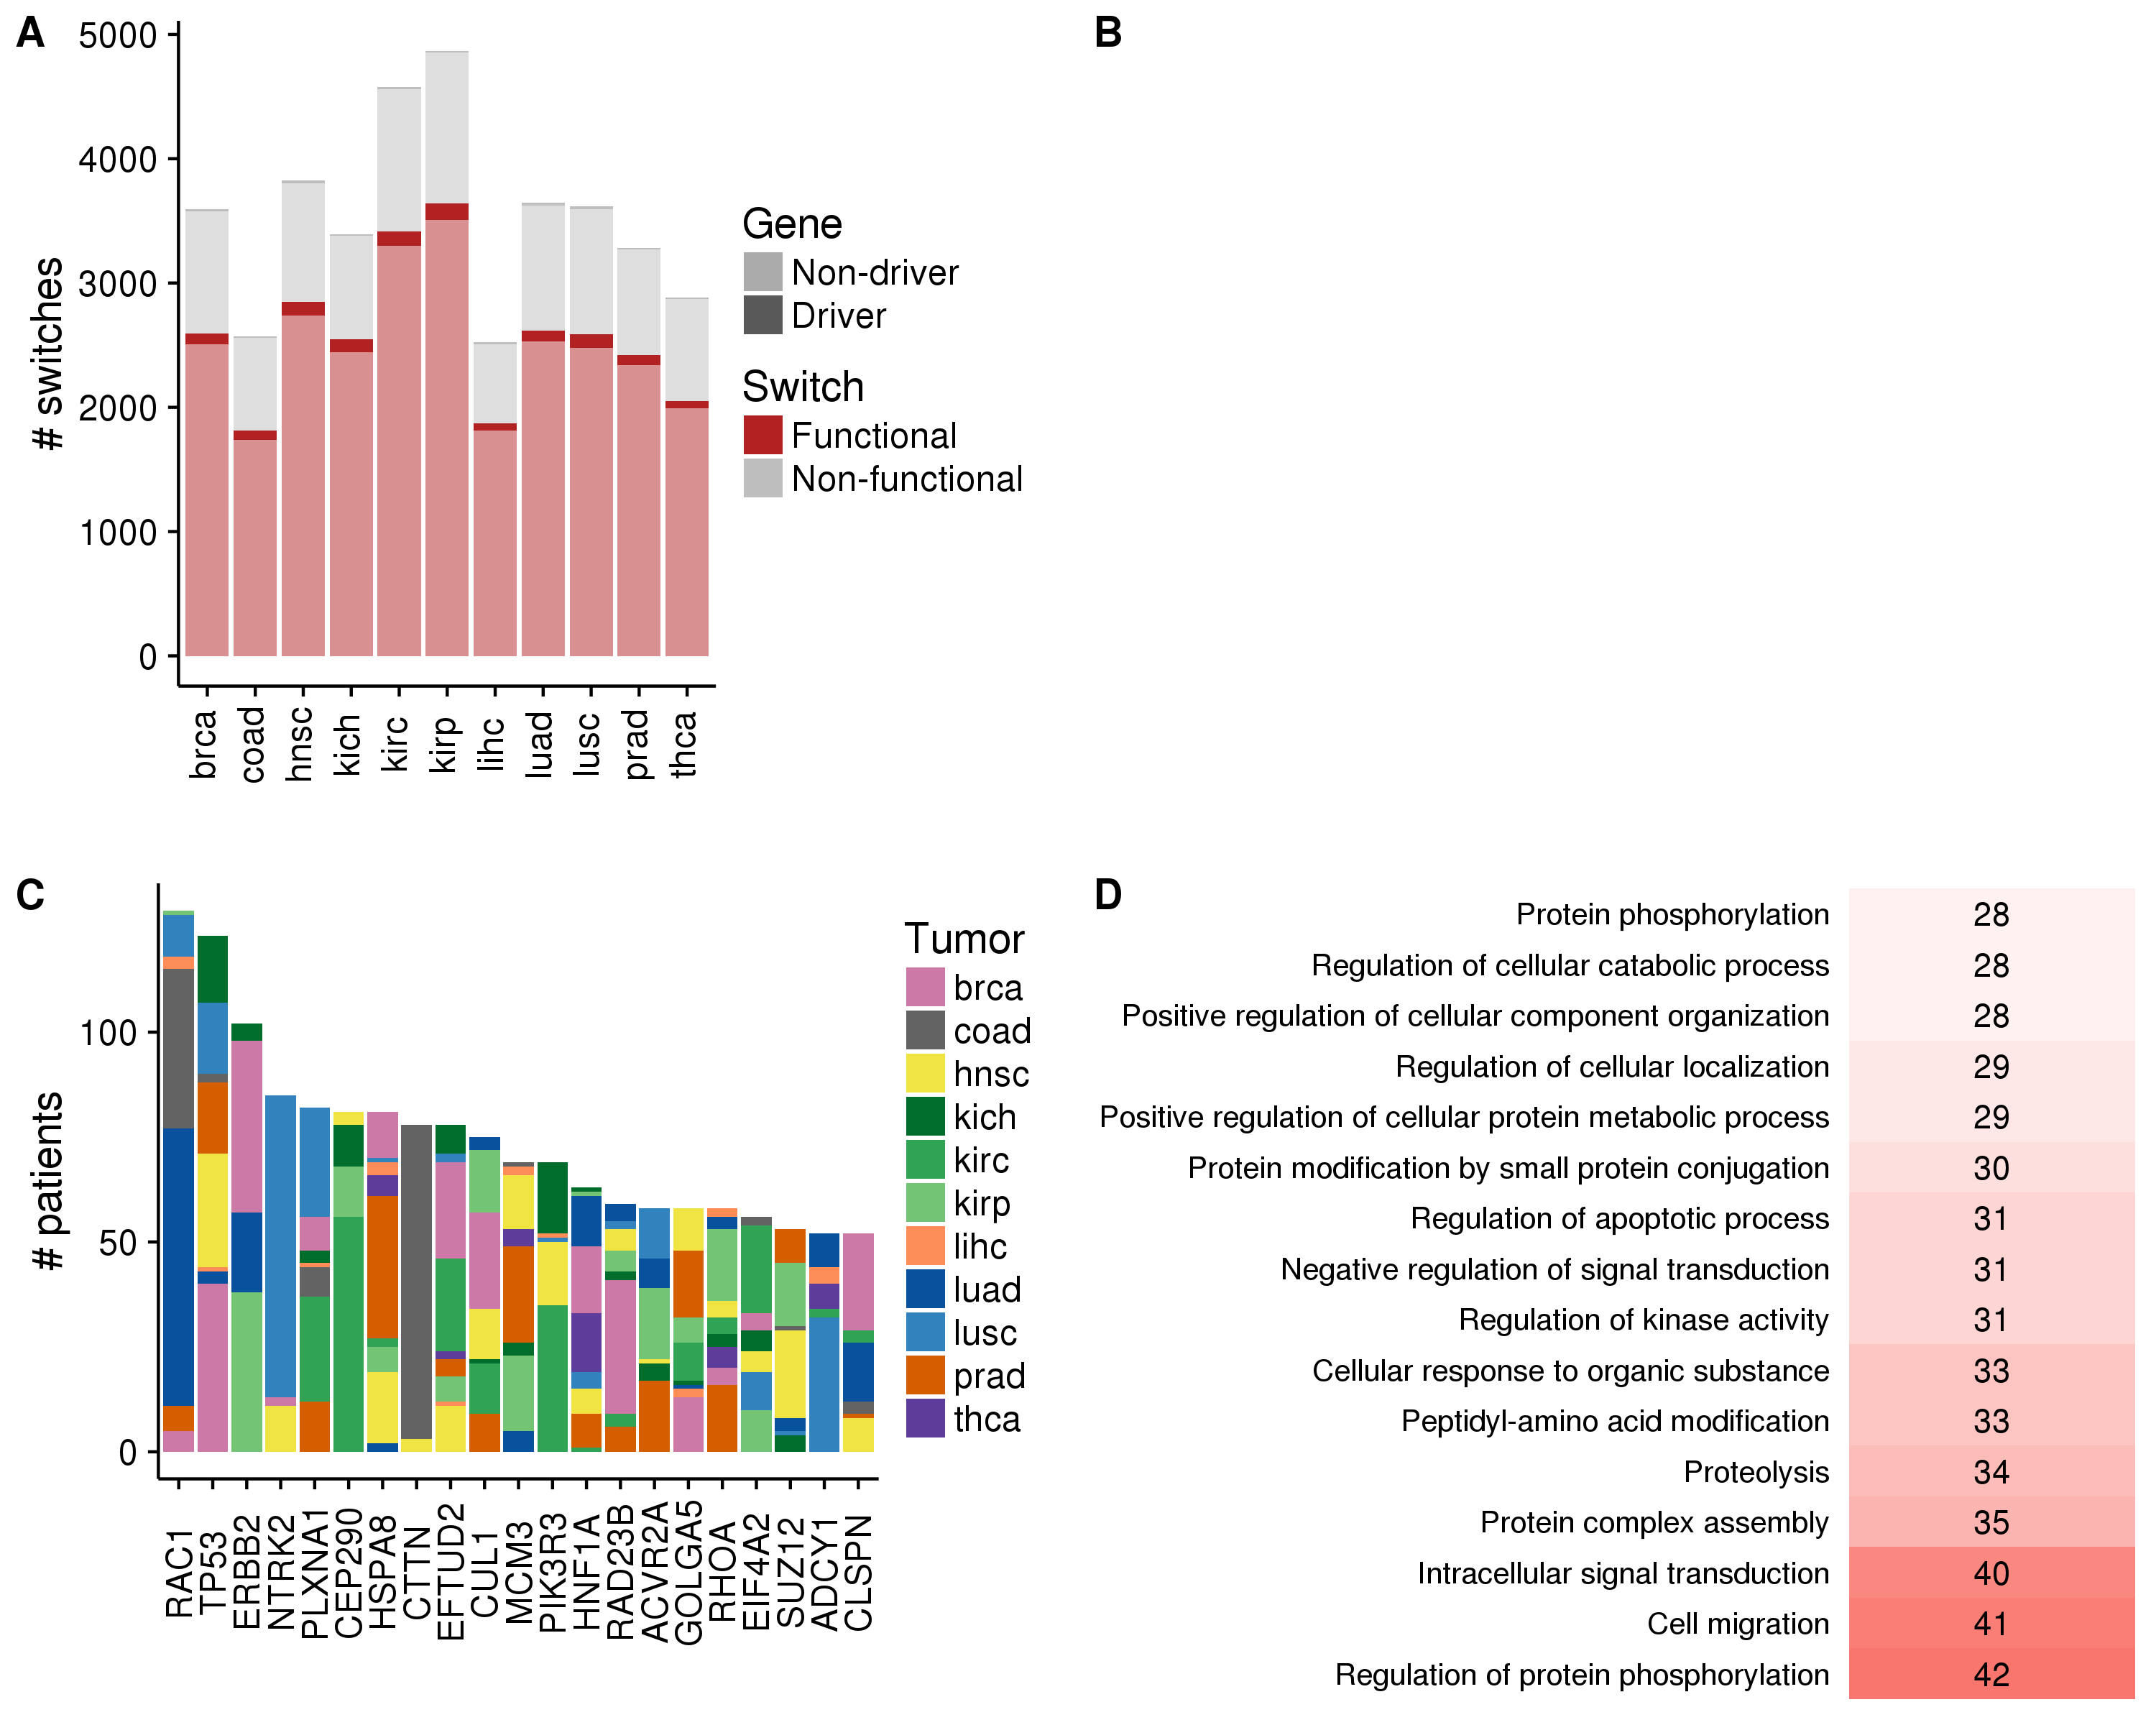 A
5000
4000
3000
2000
1000
0
# switches
brca
coad
hnsc
kich
kirc
kirp
lihc
luad
lusc
prad
thca
Gene
Non-driver
Driver
Switch
Functional
Non-functional
B
C
100
50
0
# patients
RAC1
TP53
ERBB2
NTRK2
PLXNA1
CEP290
HSPA8
CTTN
EFTUD2
CUL1
MCM3
PIK3R3
HNF1A
RAD23B
ACVR2A
GOLGA5
RHOA
EIF4A2
SUZ12
ADCY1
CLSPN
Tumor
brca
coad
hnsc
kich
kirc
kirp
lihc
luad
lusc
prad
thca
D
Protein phosphorylation 28
Regulation of cellular catabolic process 28
Positive regulation of cellular component organization 28
Regulation of cellular localization 29
Positive regulation of cellular protein metabolic process 29
Protein modification by small protein conjugation 30
Regulation of apoptotic process 31
Negative regulation of signal transduction 31
Regulation of kinase activity 31
Cellular response to organic substance 33
Peptidyl-amino acid modification 33
Proteolysis 34
Protein complex assembly 35
Intracellular signal transduction 40
Cell migration 41
Regulation of protein phosphorylation 42